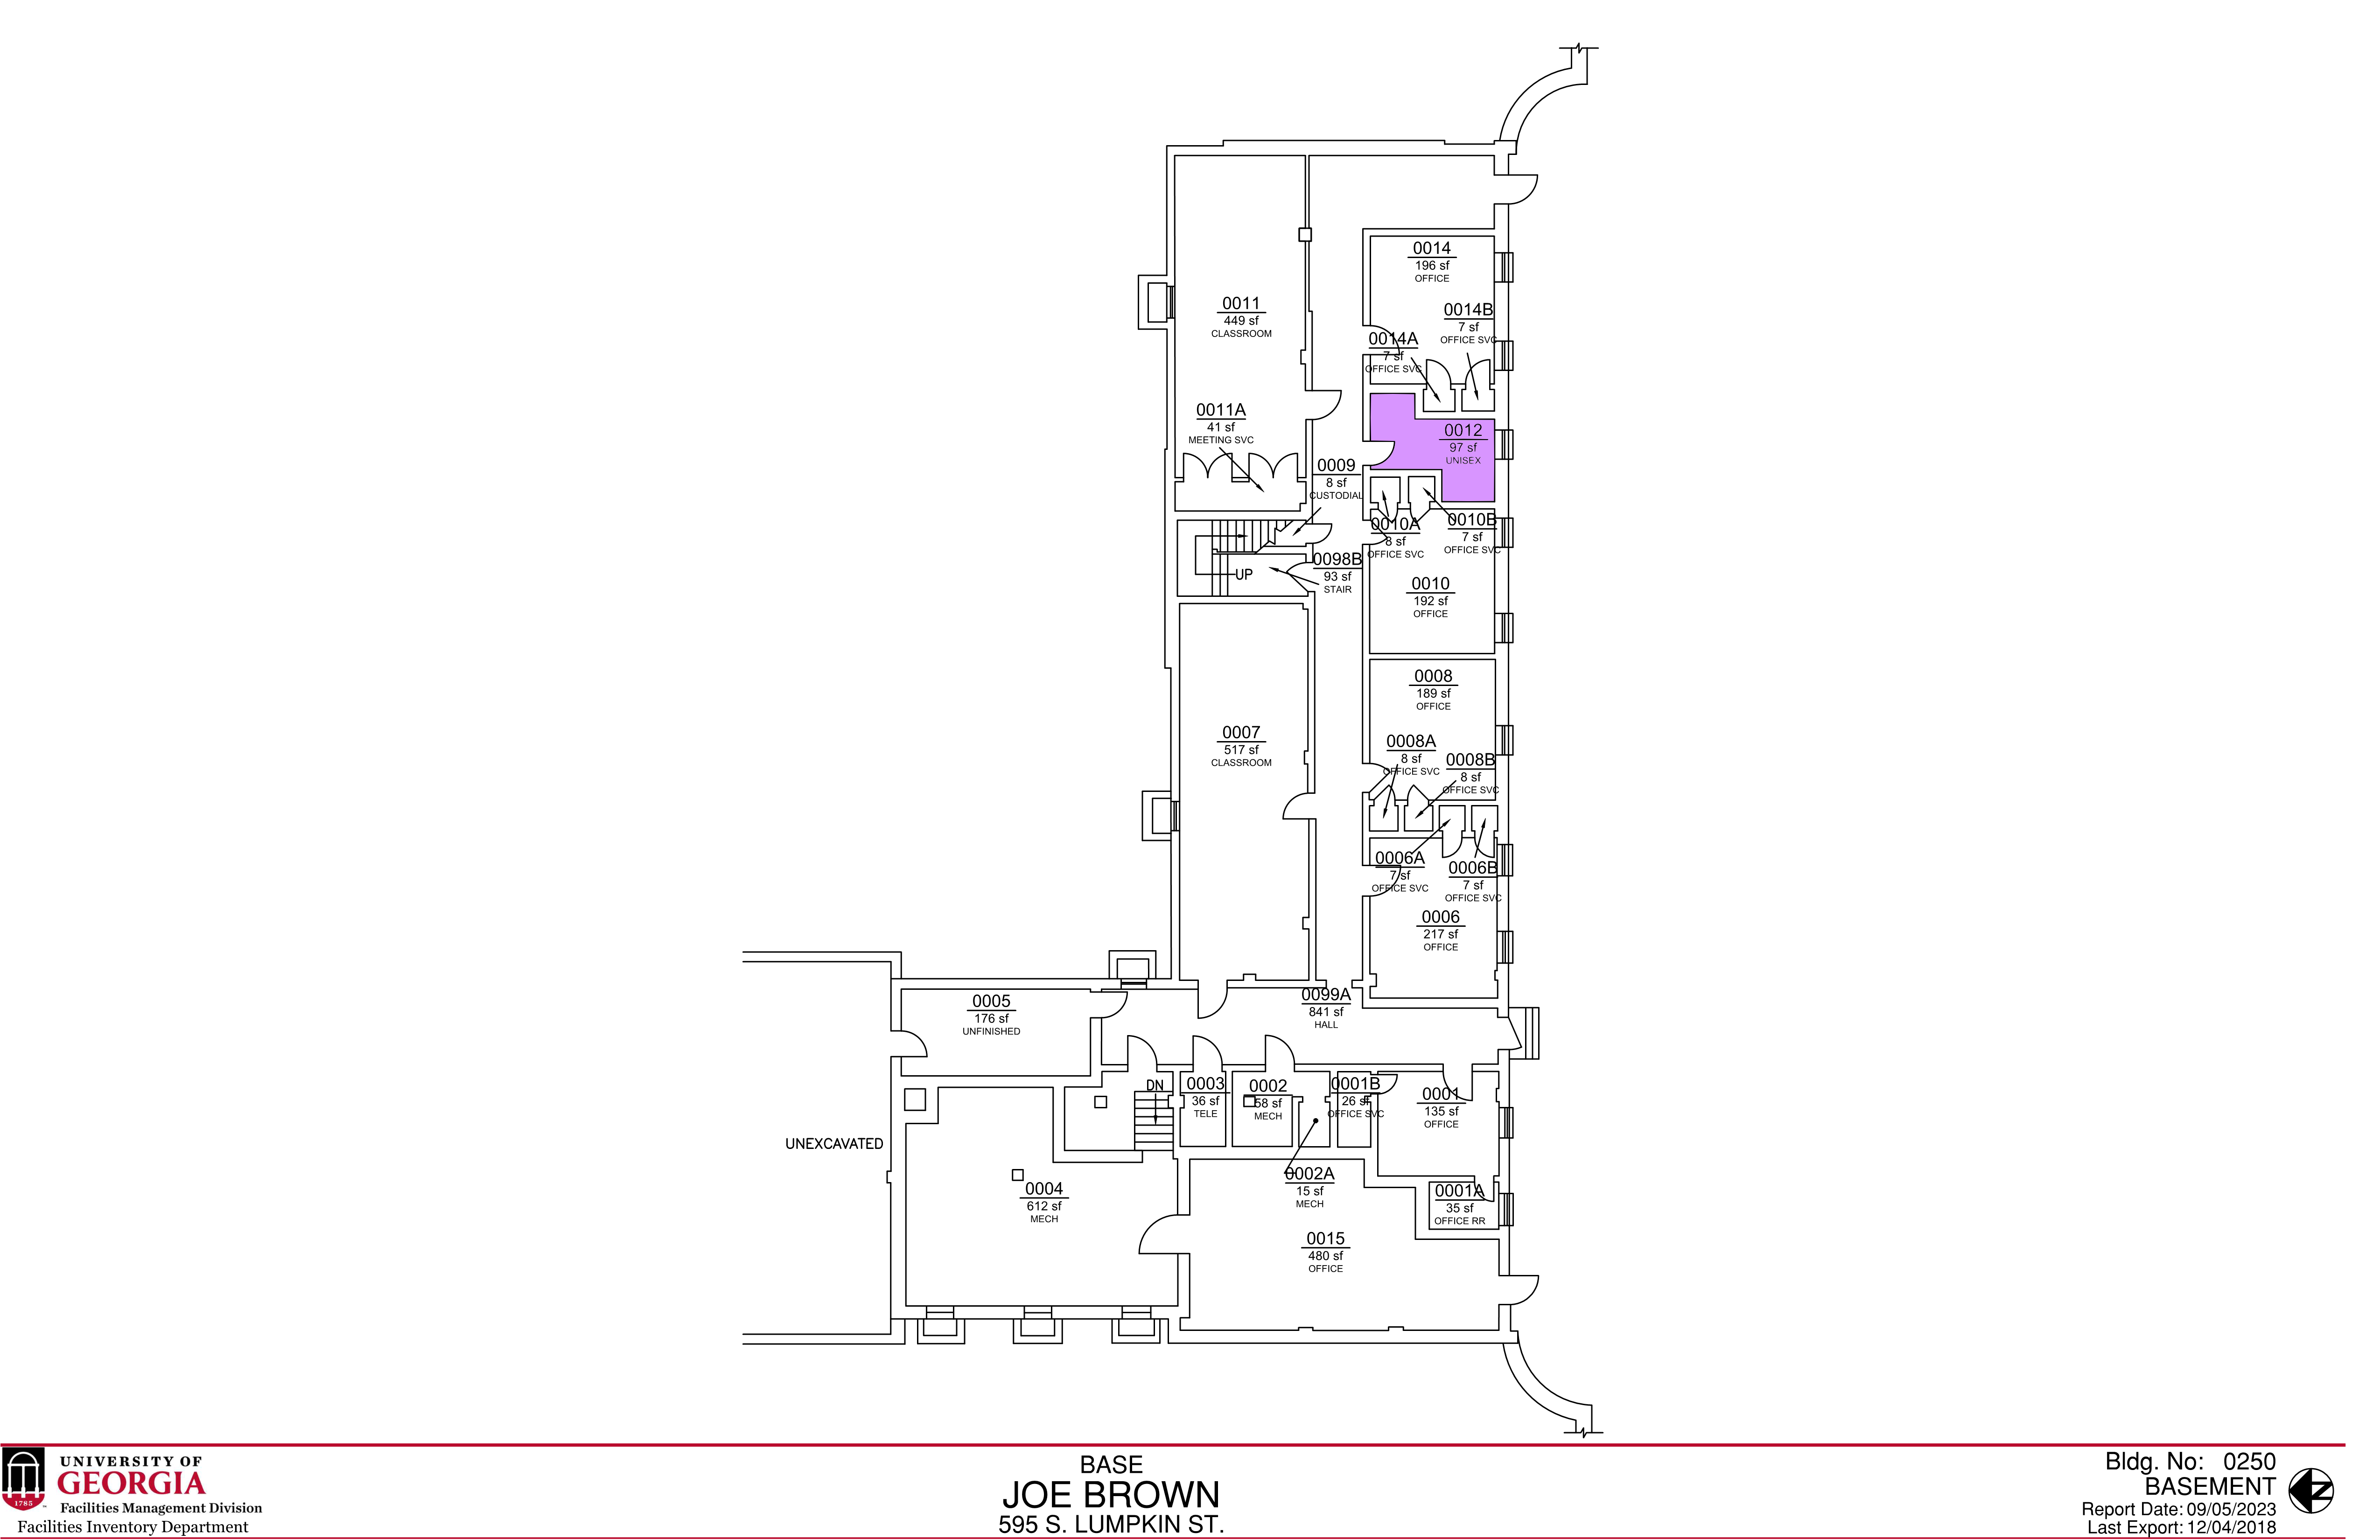 0014
196 sf
OFFICE
0014B
7 sf
OFFICE SVC
0014A
7 sf
OFFICE SVC
0011
449 sf
CLASSROOM
0011A
41 sf
MEETING SVC
0012
97 sf
UNISEX
0009
8 sf
CUSTODIAL
0010A
8 sf
OFFICE SVC
0010B
7 sf
OFFICE SVC
0098B
93 sf
STAIR
UP
0010
192 sf
OFFICE
0008
189 sf
OFFICE
0007
517 sf
CLASSROOM
0008A
8 sf
OFFICE SVC
0008B
8 sf
OFFICE SVC
0006A
7 sf
OFFICE SVC
0006B
7 sf
OFFICE SVC
0006
217 sf
OFFICE
0005
176 sf
UNFINISHED
0099A
841 sf
HALL
DN
0003
36 sf
TELE
0002
58 sf
MECH
0001B
26 sf
OFFICE SVC
0001
135 sf
OFFICE
UNEXCAVATED
0004
612 sf
MECH
0002A
15 sf
MECH
0001A
35 sf
OFFICE RR
0015
480 sf
OFFICE
1785
UNIVERSITY OF
GEORGIA
Facilities Management Division
Facilities Inventory Department
BASE
JOE BROWN
595 S. LUMPKIN ST.
Bldg. No: 0250
BASEMENT
Report Date: 09/05/2023
Last Export: 12/04/2018
N